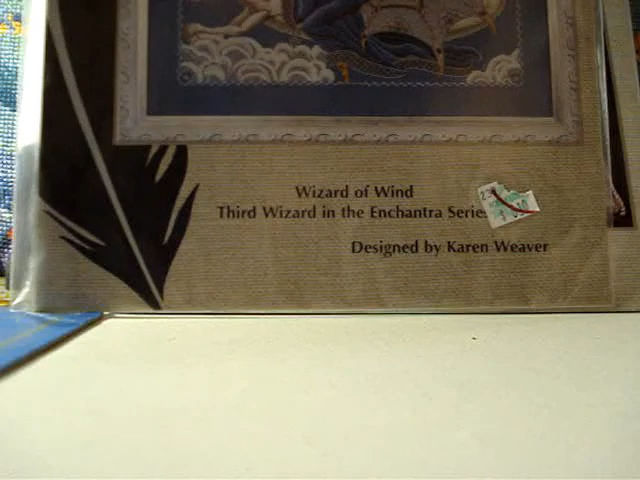 Wizard of Wind
Third Wizard in the Enchantra Series
Designed by Karen Weaver